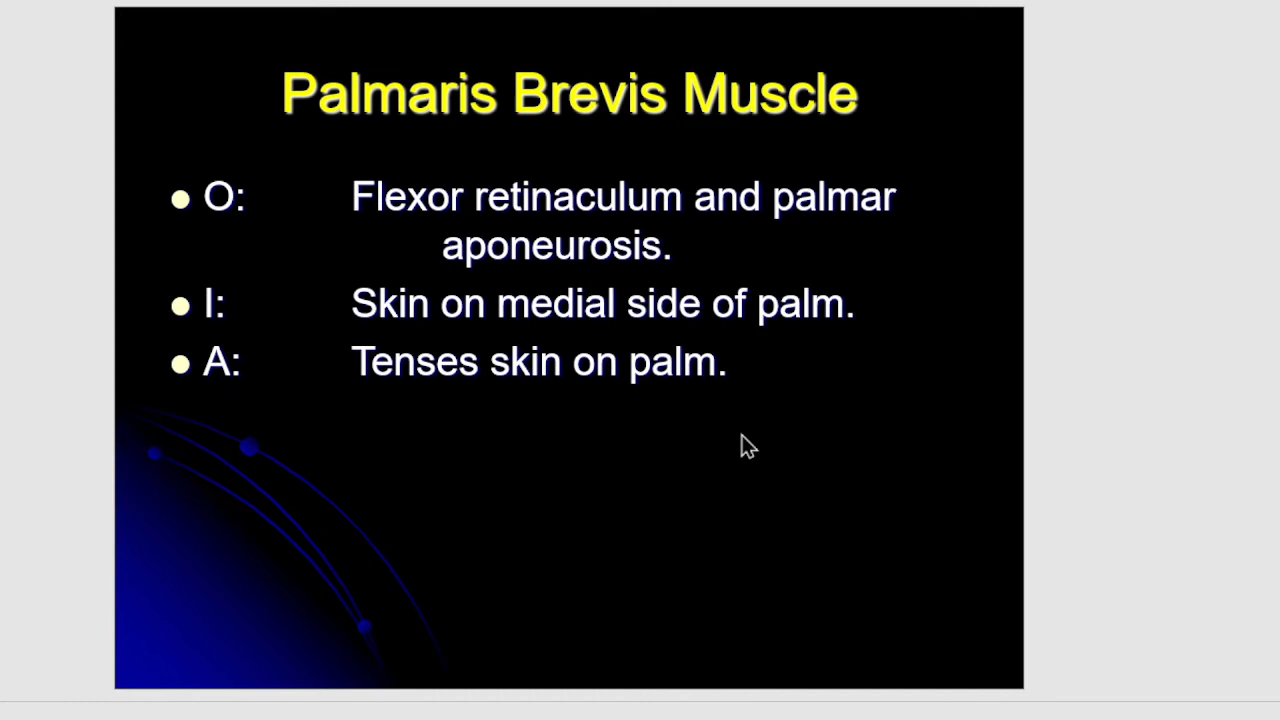 Palmaris Brevis Muscle
O: Flexor retinaculum and palmar
aponeurosis.
I: Skin on medial side of palm.
A: Tenses skin on palm.